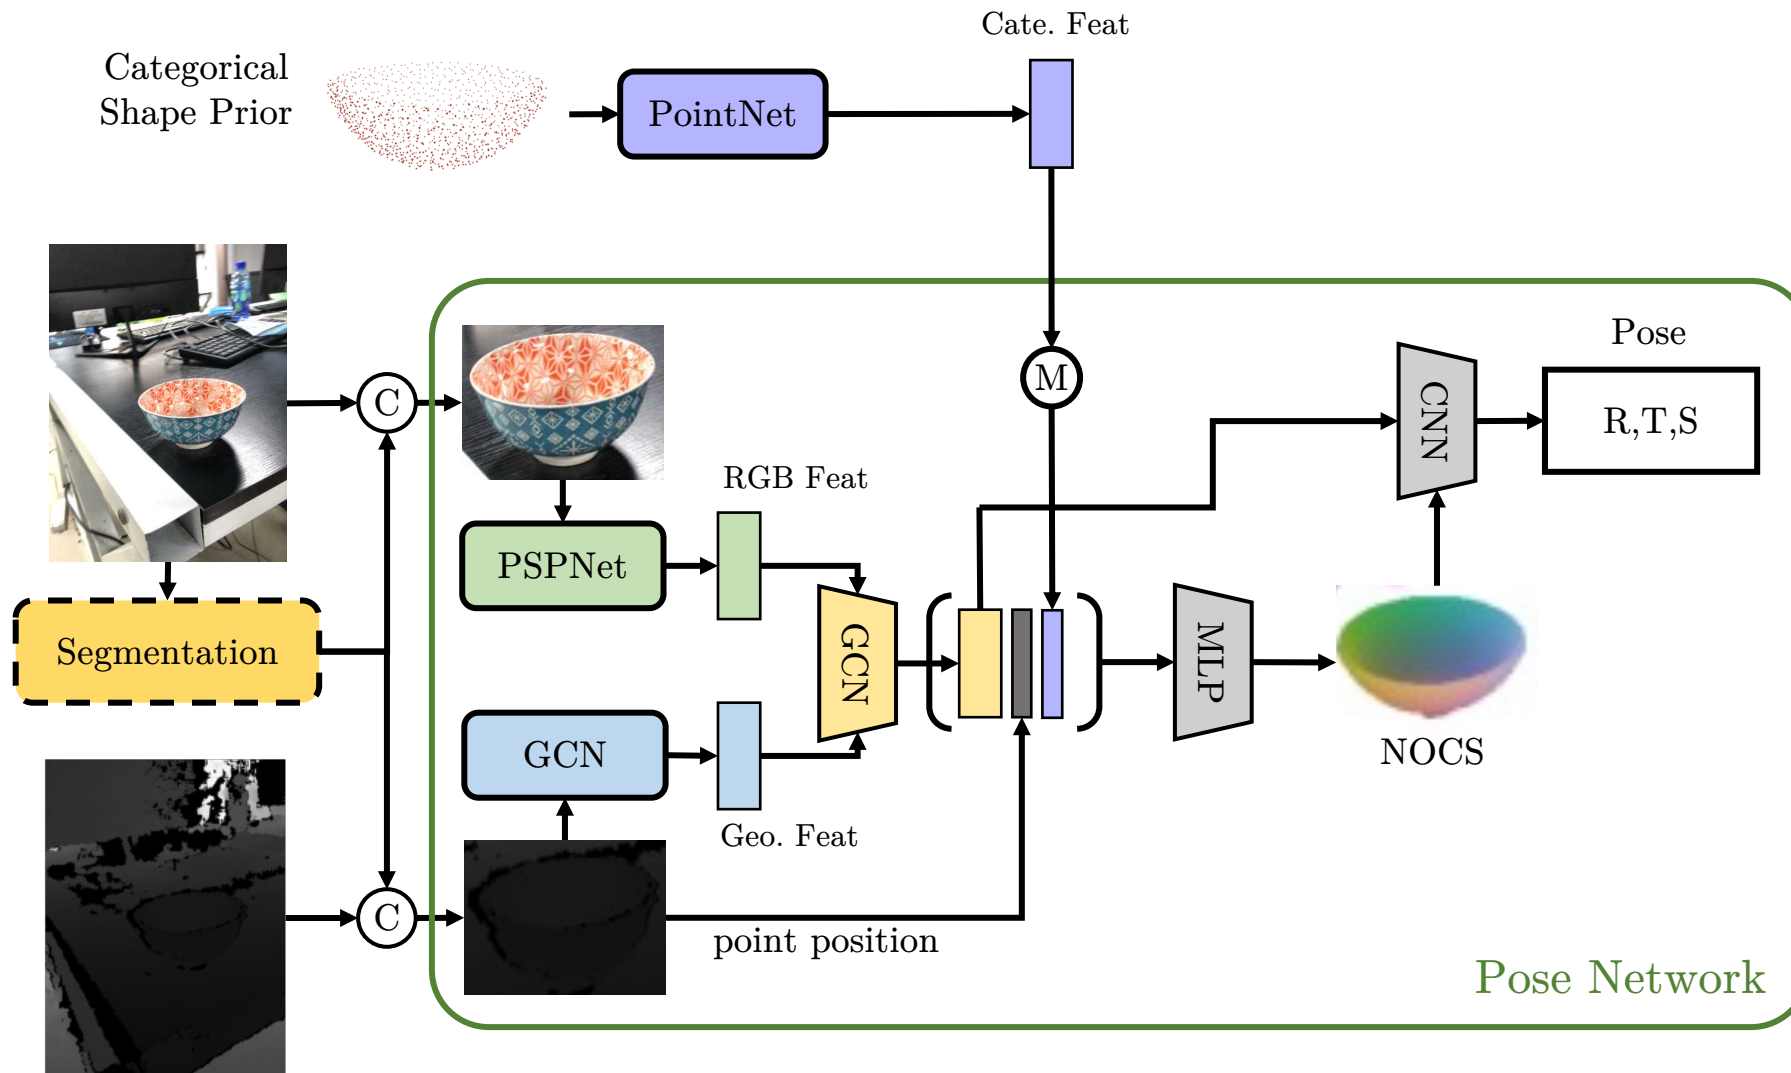 Cate. Feat
Categorical
Shape Prior
PointNet
M
Pose
C
CNN
R,T,S
RGB Feat
PSPNet
Segmentation
GCN
MLP
GCN
NOCS
Geo. Feat
C
point position
Pose Network